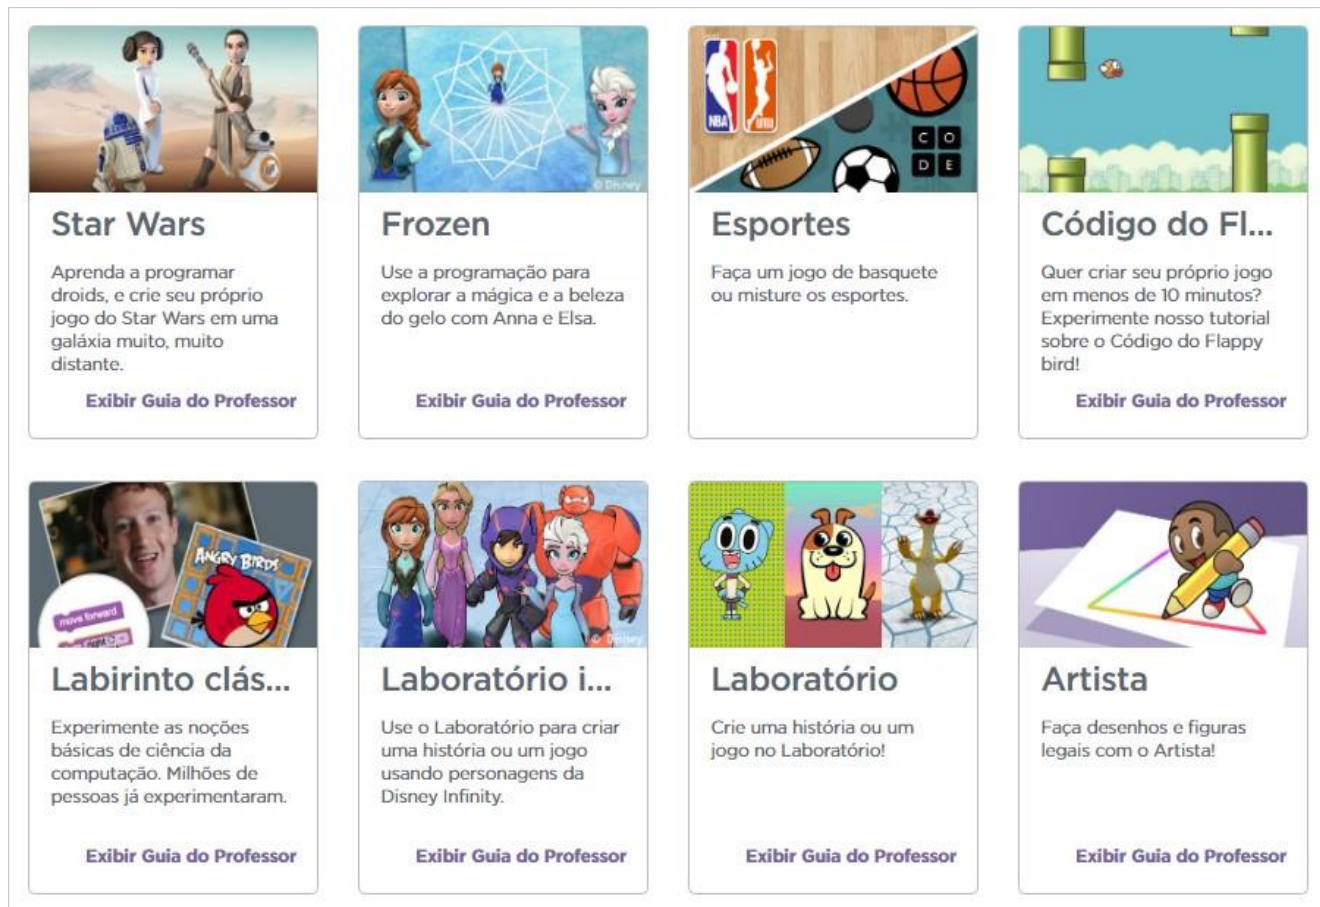 NBA
C O
D E
© Disney
Star Wars
Aprenda a programar
droids, e crie seu próprio
jogo do Star Wars em uma
galáxia muito, muito
distante.
Exibir Guia do Professor
Frozen
Use a programação para
explorar a mágica e a beleza
do gelo com Anna e Elsa.
Exibir Guia do Professor
Esportes
Faça um jogo de basquete
ou misture os esportes.
Código do Fl...
Quer criar seu próprio jogo
em menos de 10 minutos?
Experimente nosso tutorial
sobre o Código do Flappy
bird!
Exibir Guia do Professor
ANGRY BIRDS
move forward
Labirinto clás...
Experimente as noções
básicas de ciência da
computação. Milhões de
pessoas já experimentaram.
Exibir Guia do Professor
© Disney
Laboratório i...
Use o Laboratório para criar
uma história ou um jogo
usando personagens da
Disney Infinity.
Exibir Guia do Professor
Laboratório
Crie uma história ou um
jogo no Laboratório!
Exibir Guia do Professor
Artista
Faça desenhos e figuras
legais com o Artista!
Exibir Guia do Professor